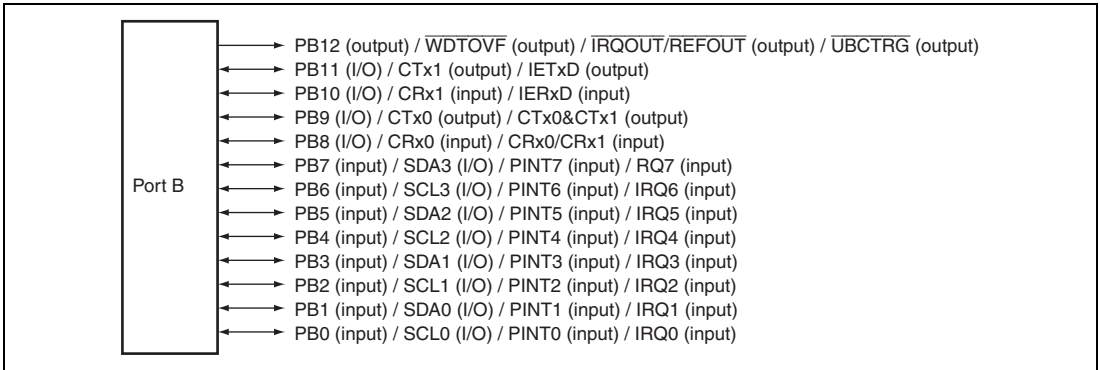 Port B
PB12 (output) / WDTOVF (output) / IRQOUT/REFOUT (output) / UBCTRG (output)
PB11 (I/O) / CTx1 (output) / IETxD (output)
PB10 (I/O) / CRx1 (input) / IERxD (input)
PB9 (I/O) / CTx0 (output) / CTx0&CTx1 (output)
PB8 (I/O) / CRx0 (input) / CRx0/CRx1 (input)
PB7 (input) / SDA3 (I/O) / PINT7 (input) / RQ7 (input)
PB6 (input) / SCL3 (I/O) / PINT6 (input) / IRQ6 (input)
PB5 (input) / SDA2 (I/O) / PINT5 (input) / IRQ5 (input)
PB4 (input) / SCL2 (I/O) / PINT4 (input) / IRQ4 (input)
PB3 (input) / SDA1 (I/O) / PINT3 (input) / IRQ3 (input)
PB2 (input) / SCL1 (I/O) / PINT2 (input) / IRQ2 (input)
PB1 (input) / SDA0 (I/O) / PINT1 (input) / IRQ1 (input)
PB0 (input) / SCL0 (I/O) / PINT0 (input) / IRQ0 (input)